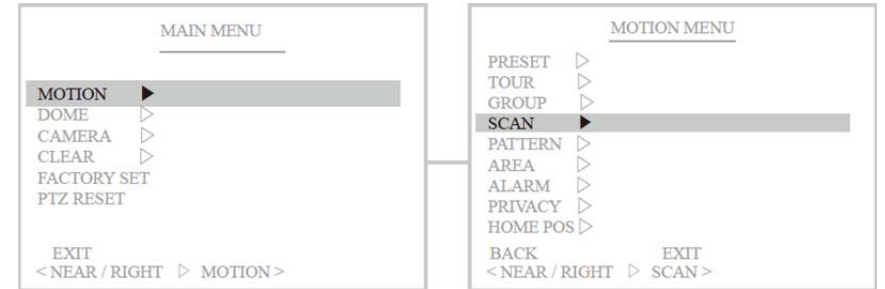 MAIN MENU
MOTION ▶
DOME ▷
CAMERA ▷
CLEAR ▷
FACTORY SET
PTZ RESET
EXIT
< NEAR / RIGHT ▷ MOTION >
MOTION MENU
PRESET ▷
TOUR ▷
GROUP ▷
SCAN ▶
PATTERN ▷
AREA ▷
ALARM ▷
PRIVACY ▷
HOME POS ▷
BACK EXIT
< NEAR / RIGHT ▷ SCAN >